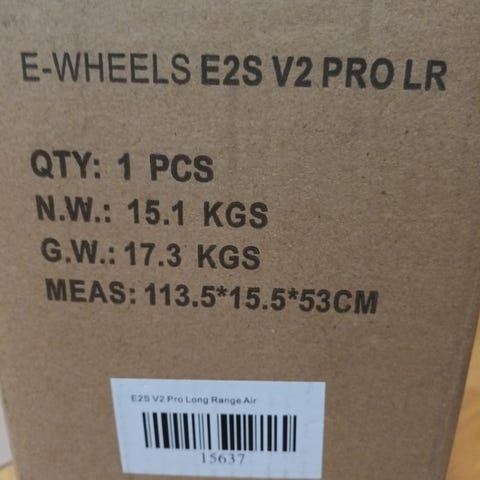 E-WHEELS E2S V2 PRO LR
QTY: 1 PCS
N.W.: 15.1 KGS
G.W.: 17.3 KGS
MEAS: 113.5*15.5*53CM
E2S V2 Pro Long Range Air
15637